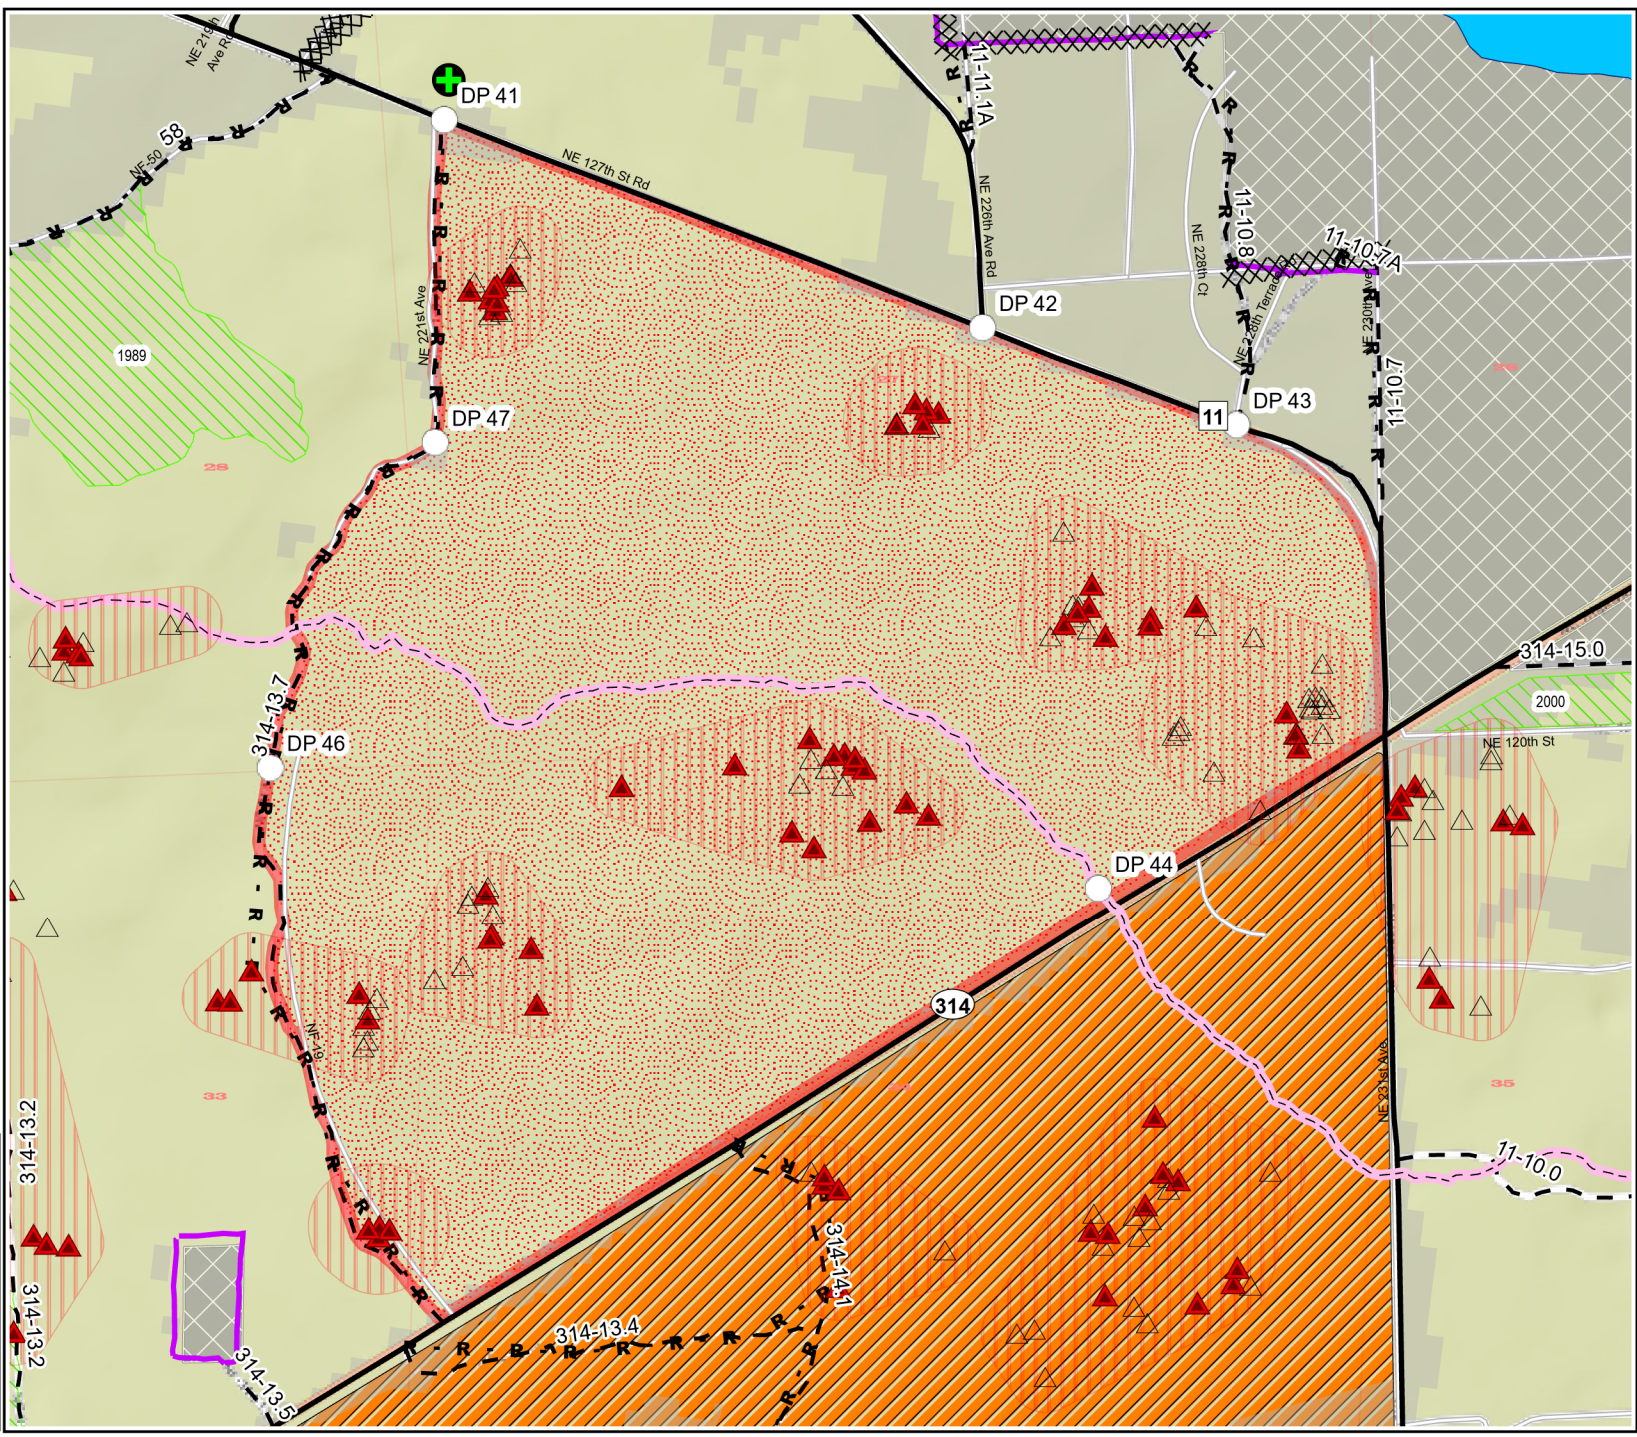 NE 219th
Ave Rd
58
NF-50
DP 41
NE 127th St Rd
11-11.1A
NE 226th Ave Rd
11-10.8
11-10.7A
NE 228th Ct
NE 228th Terrace
NE 230th Ave
DP 42
NE 221st Ave
1989
26
11-10.7
DP 43
11
DP 47
28
314-15.0
2000
NE 120th St
314-13.7
DP 46
DP 44
314
NF-19
33
35
NE 231st Ave
314-13.2
11-10.0
314-14.1
314-13.4
314-13.2
314-13.5
R